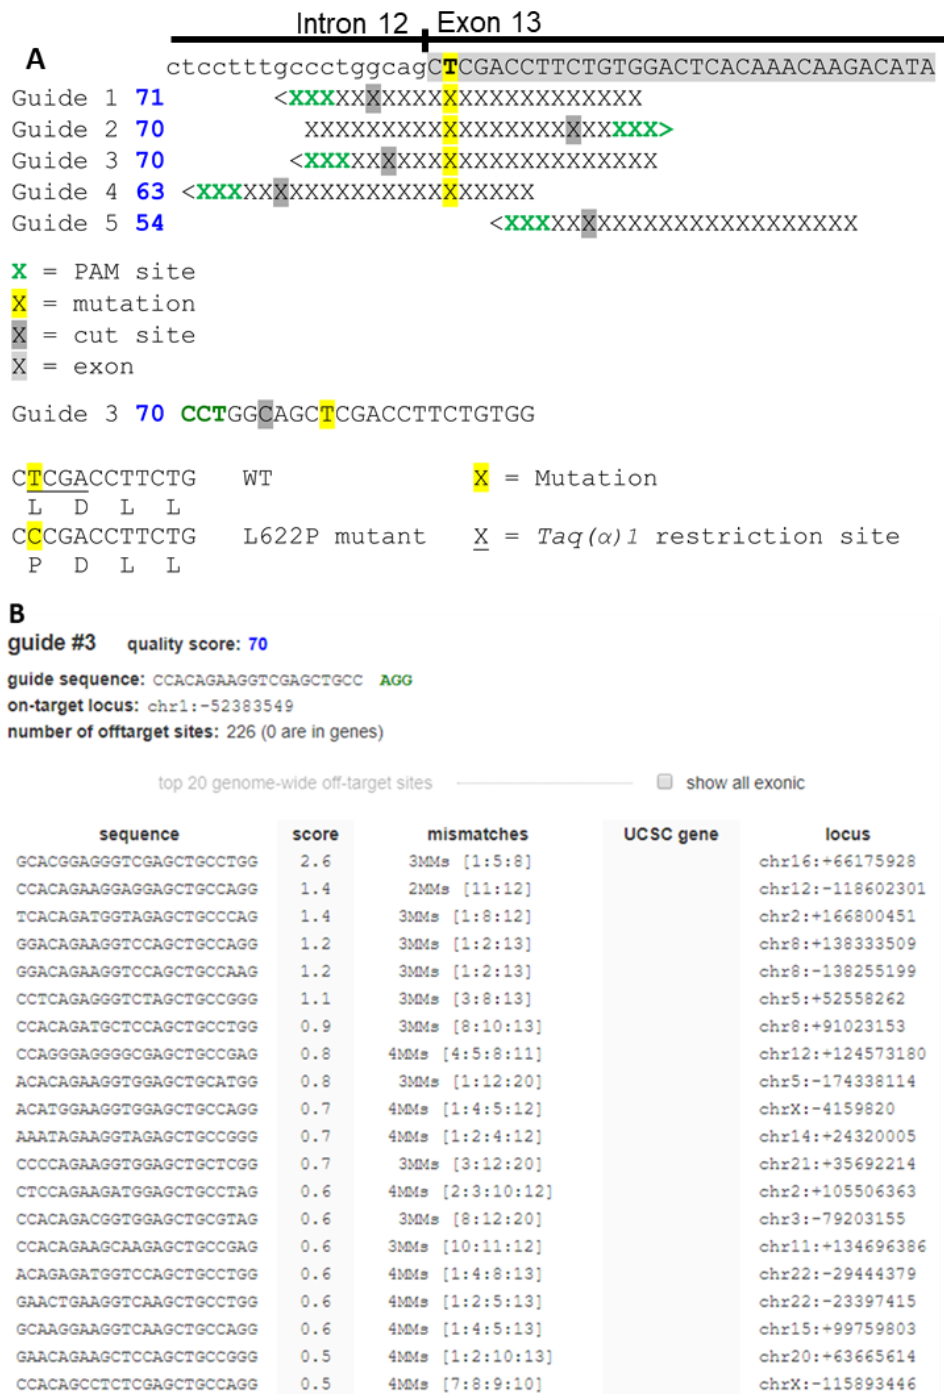 Intron 12 Exon 13
A
ctcctttgccctggcagCTCGACCTTCTGTGGACTCACAAACAAGACATA
Guide 1 71 <XXXXXXXXXXXXXXXXXXXXXXX
Guide 2 70 XXXXXXXXXXXXXXXXXXXXXXX>
Guide 3 70 <XXXXXXXXXXXXXXXXXXXXXXX
Guide 4 63 <XXXXXXXXXXXXXXXXXXXXXX
Guide 5 54 <XXXXXXXXXXXXXXXXXXXXXXX
X = PAM site
X = mutation
X = cut site
X = exon
Guide 3 70 CCTGGCAGCTCGACCTTCTGTGG
CTCGACCTTCTG WT X = Mutation
L D L L
CCCGACCTTCTG L622P mutant X = Taq(α)1 restriction site
P D L L
B
guide #3 quality score: 70
guide sequence: CCACAGAAGGTCGAGCTGCC AGG
on-target locus: chr1:-52383549
number of offtarget sites: 226 (0 are in genes)
top 20 genome-wide off-target sites show all exonic
sequence score mismatches UCSC gene locus
GCACGGAGGGTCGAGCTGCCTGG 2.6 3MMs [1:5:8] chr16:+66175928
CCACAGAAGGAGGAGCTGCCAGG 1.4 2MMs [11:12] chr12:-118602301
TCACAGATGGTAGAGCTGCCCAG 1.4 3MMs [1:8:12] chr2:+166800451
GGACAGAAGGTCCAGCTGCCAGG 1.2 3MMs [1:2:13] chr8:+138333509
GGACAGAAGGTCCAGCTGCCAAG 1.2 3MMs [1:2:13] chr8:-138255199
CCTCAGAGGGTCTAGCTGCCGGG 1.1 3MMs [3:8:13] chr5:+52558262
CCACAGATGCTCCAGCTGCCTGG 0.9 3MMs [8:10:13] chr8:+91023153
CCAGGGAGGGGCGAGCTGCCGAG 0.8 4MMs [4:5:8:11] chr12:+124573180
ACACAGAAGGTGGAGCTGCATGG 0.8 3MMs [1:12:20] chr5:-174338114
ACATGGAAGGTGGAGCTGCCAGG 0.7 4MMs [1:4:5:12] chrX:-4159820
AAATAGAAGGTAGAGCTGCCGGG 0.7 4MMs [1:2:4:12] chr14:+24320005
CCCCAGAAGGTGGAGCTGCTCGG 0.7 3MMs [3:12:20] chr21:+35692214
CTCCAGAAGATGGAGCTGCCTAG 0.6 4MMs [2:3:10:12] chr2:+105506363
CCACAGACGGTGGAGCTGCGTAG 0.6 3MMs [8:12:20] chr3:-79203155
CCACAGAAGCAAGAGCTGCCGAG 0.6 3MMs [10:11:12] chr11:+134696386
ACAGAGATGGTCCAGCTGCCTGG 0.6 4MMs [1:4:8:13] chr22:-29444379
GAACTGAAGGTCAAGCTGCCTGG 0.6 4MMs [1:2:5:13] chr22:-23397415
GCAAGGAAGGTCAAGCTGCCAGG 0.6 4MMs [1:4:5:13] chr15:+99759803
GAACAGAAGCTCCAGCTGCCGGG 0.5 4MMs [1:2:10:13] chr20:+63665614
CCACAGCCTCTCGAGCTGCCAGG 0.5 4MMs [7:8:9:10] chrX:-115893446